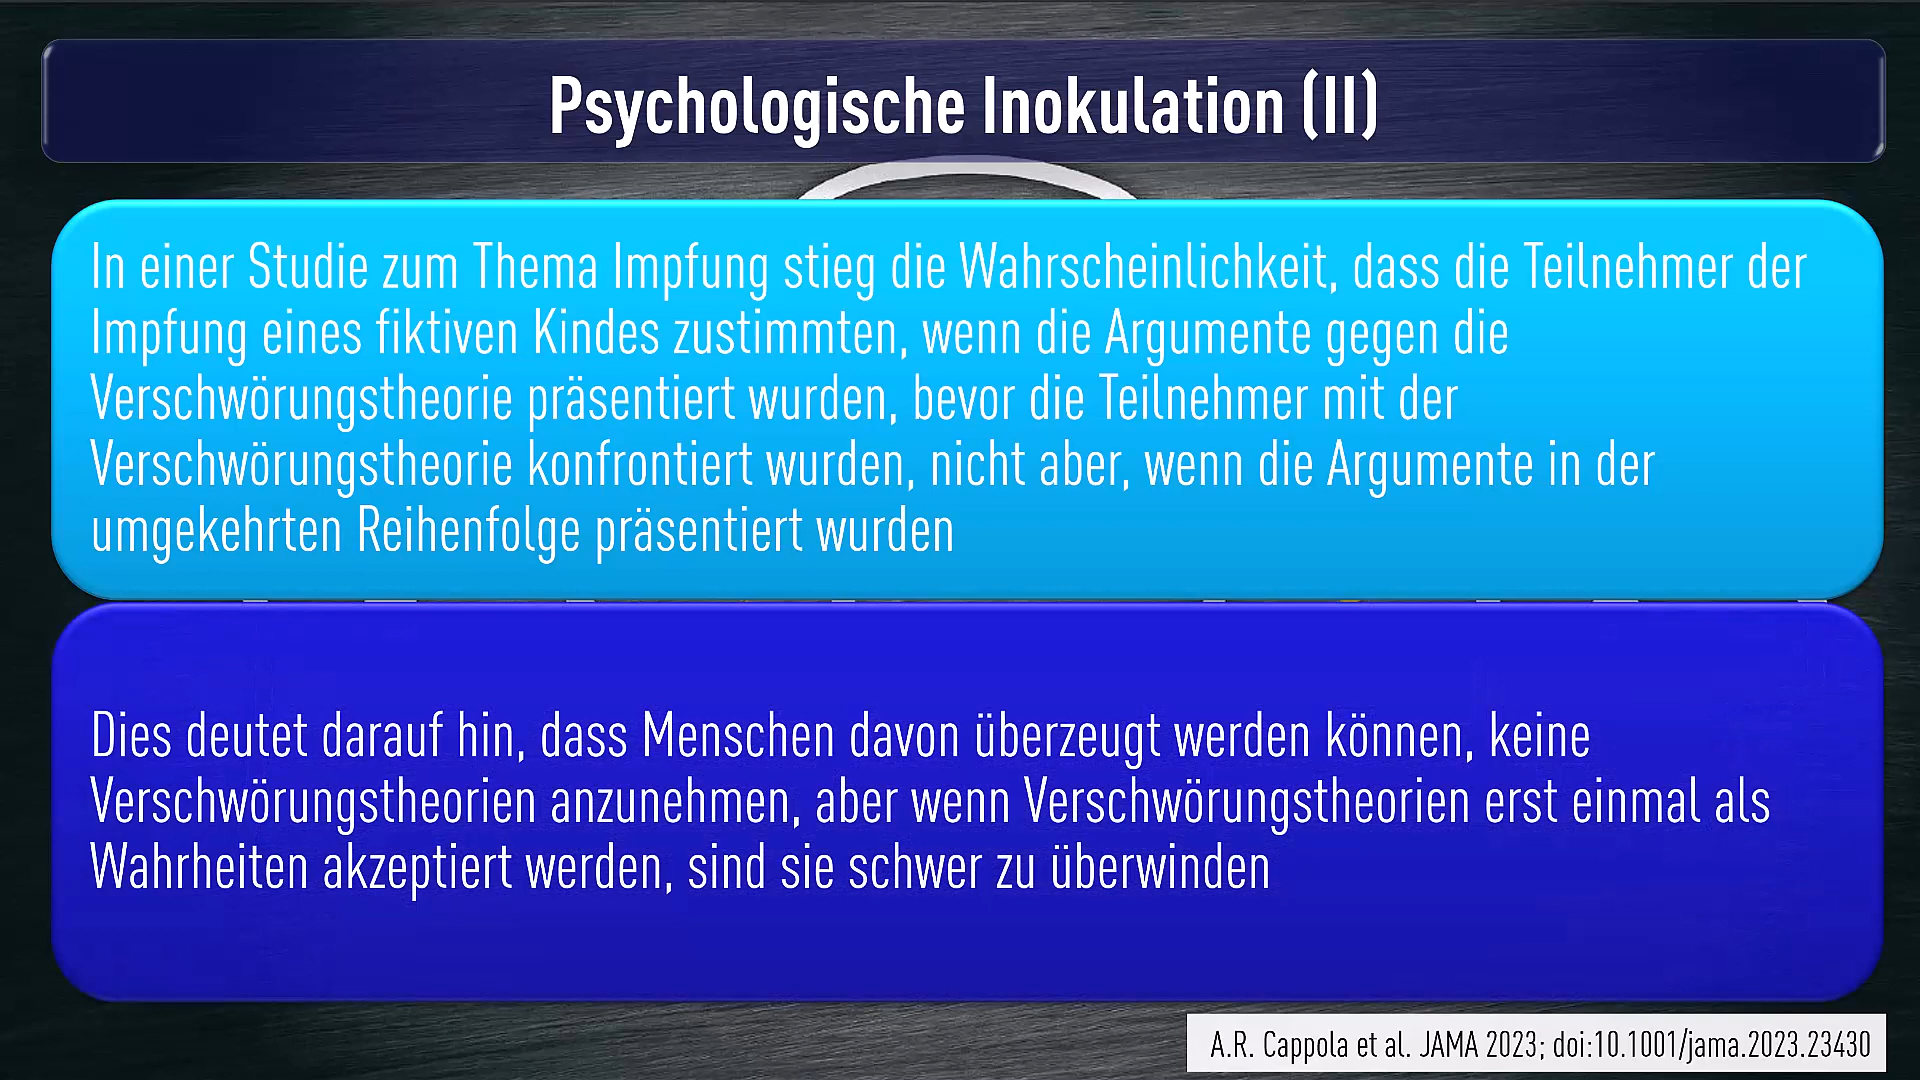 Psychologische Inokulation (II)
In einer Studie zum Thema Impfung stieg die Wahrscheinlichkeit, dass die Teilnehmer der
Impfung eines fiktiven Kindes zustimmten, wenn die Argumente gegen die
Verschwörungstheorie präsentiert wurden, bevor die Teilnehmer mit der
Verschwörungstheorie konfrontiert wurden, nicht aber, wenn die Argumente in der
umgekehrten Reihenfolge präsentiert wurden
Dies deutet darauf hin, dass Menschen davon überzeugt werden können, keine
Verschwörungstheorien anzunehmen, aber wenn Verschwörungstheorien erst einmal als
Wahrheiten akzeptiert werden, sind sie schwer zu überwinden
A.R. Cappola et al. JAMA 2023; doi:10.1001/jama.2023.23430